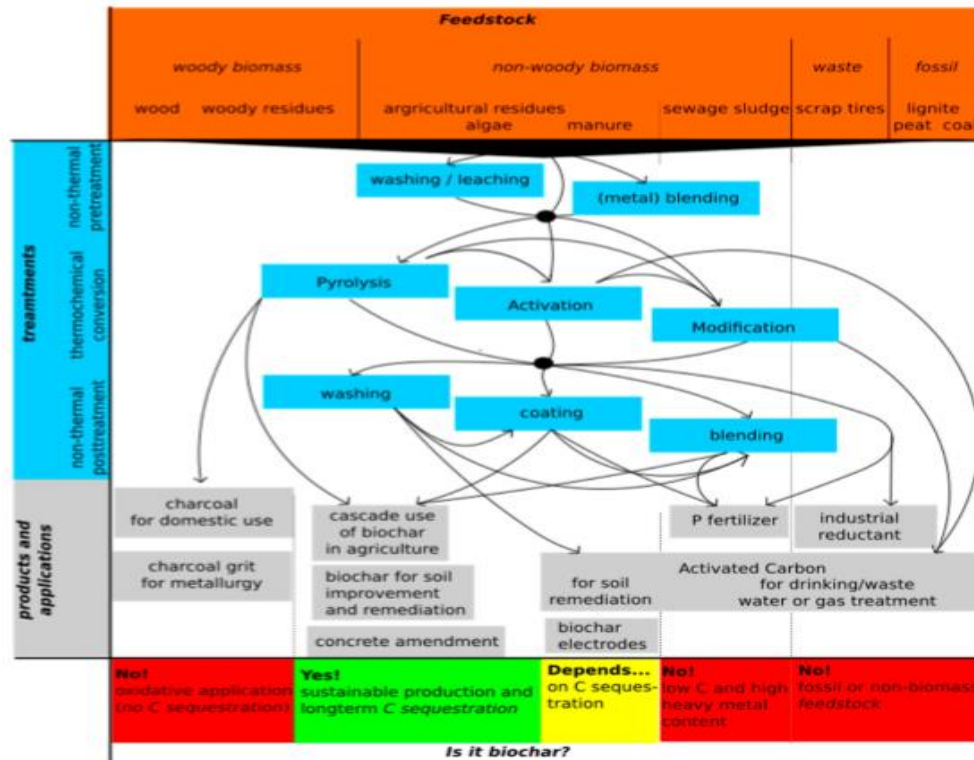 Feedstock
woody biomass
non-woody biomass
waste
fossil
wood woody residues
argricultural residues
algae manure
sewage sludge
scrap tires
lignite
peat coal
treamtments
non-thermal
pretreatment
thermochemical
conversion
non-thermal
posttreatment
washing / leaching
(metal) blending
Pyrolysis
Activation
Modification
washing
coating
blending
products and
applications
charcoal
for domestic use
charcoal grit
for metallurgy
cascade use
of biochar
in agriculture
biochar for soil
improvement
and remediation
concrete amendment
for soil
remediation
biochar
electrodes
P fertilizer
industrial
reductant
Activated Carbon
for drinking/waste
water or gas treatment
No!
oxidative application
(no C sequestration)
Yes!
sustainable production and
longterm C sequestration
Depends...
on C seques-
tration
No!
low C and high
heavy metal
content
No!
fossil or non-biomass
feedstock
Is it biochar?